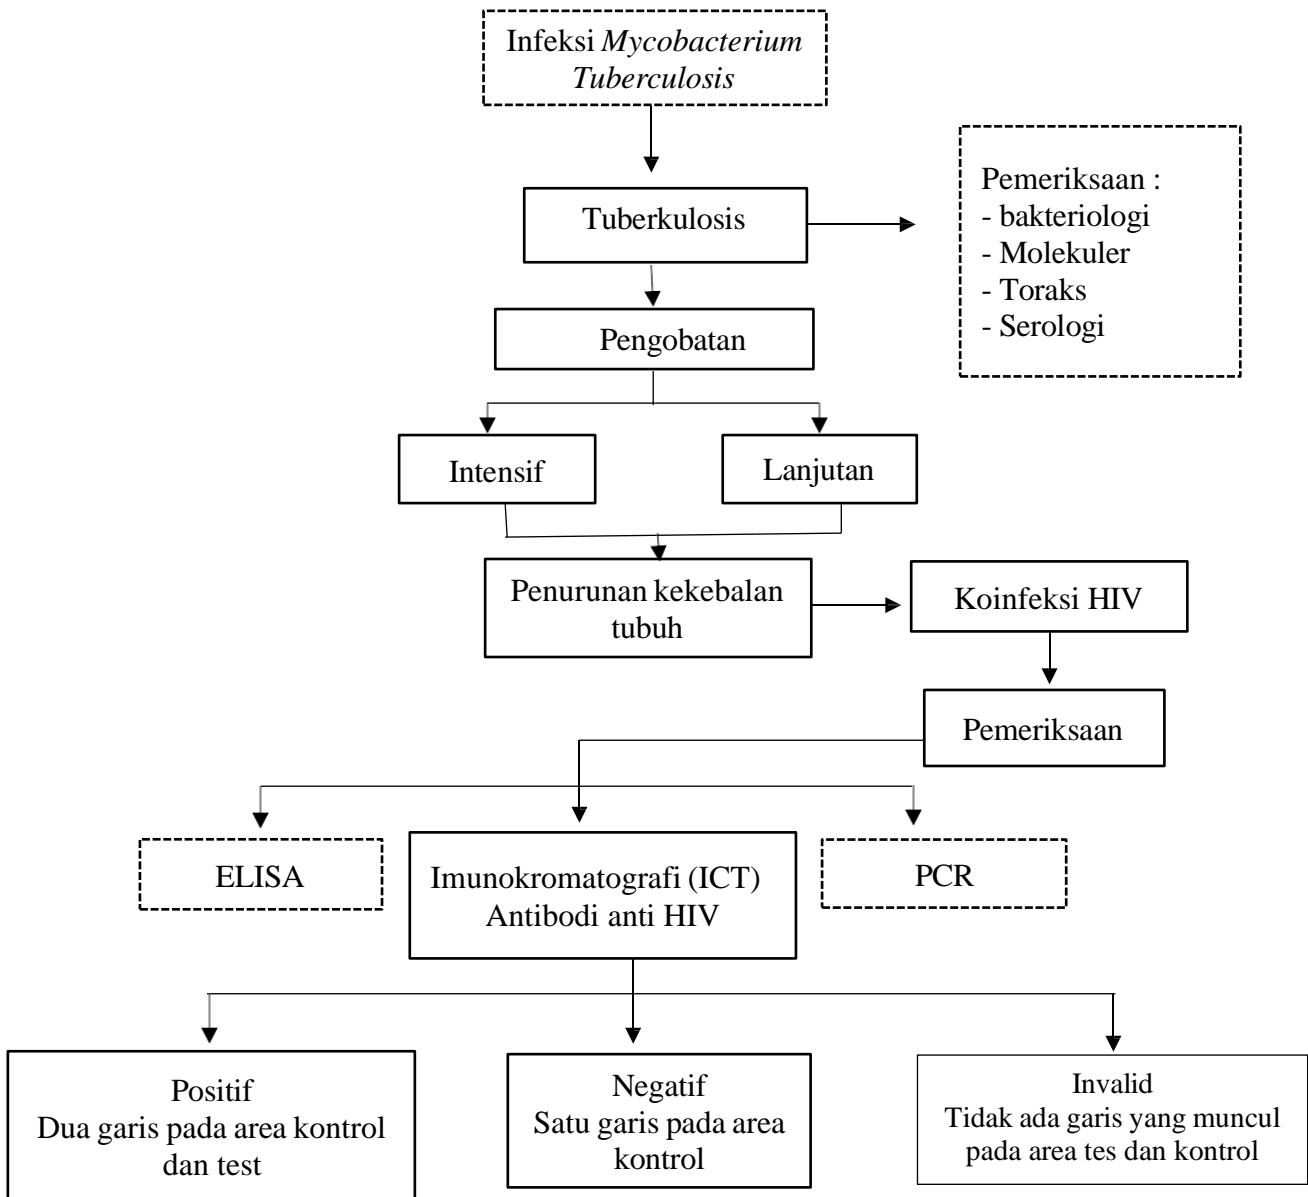 Infeksi Mycobacterium
Tuberculosis
Tuberkulosis
Pemeriksaan :
- bakteriologi
- Molekuler
- Toraks
- Serologi
Pengobatan
Intensif
Lanjutan
Penurunan kekebalan
tubuh
Koinfeksi HIV
Pemeriksaan
ELISA
Imunokromatografi (ICT)
Antibodi anti HIV
PCR
Positif
Dua garis pada area kontrol
dan test
Negatif
Satu garis pada area
kontrol
Invalid
Tidak ada garis yang muncul
pada area tes dan kontrol